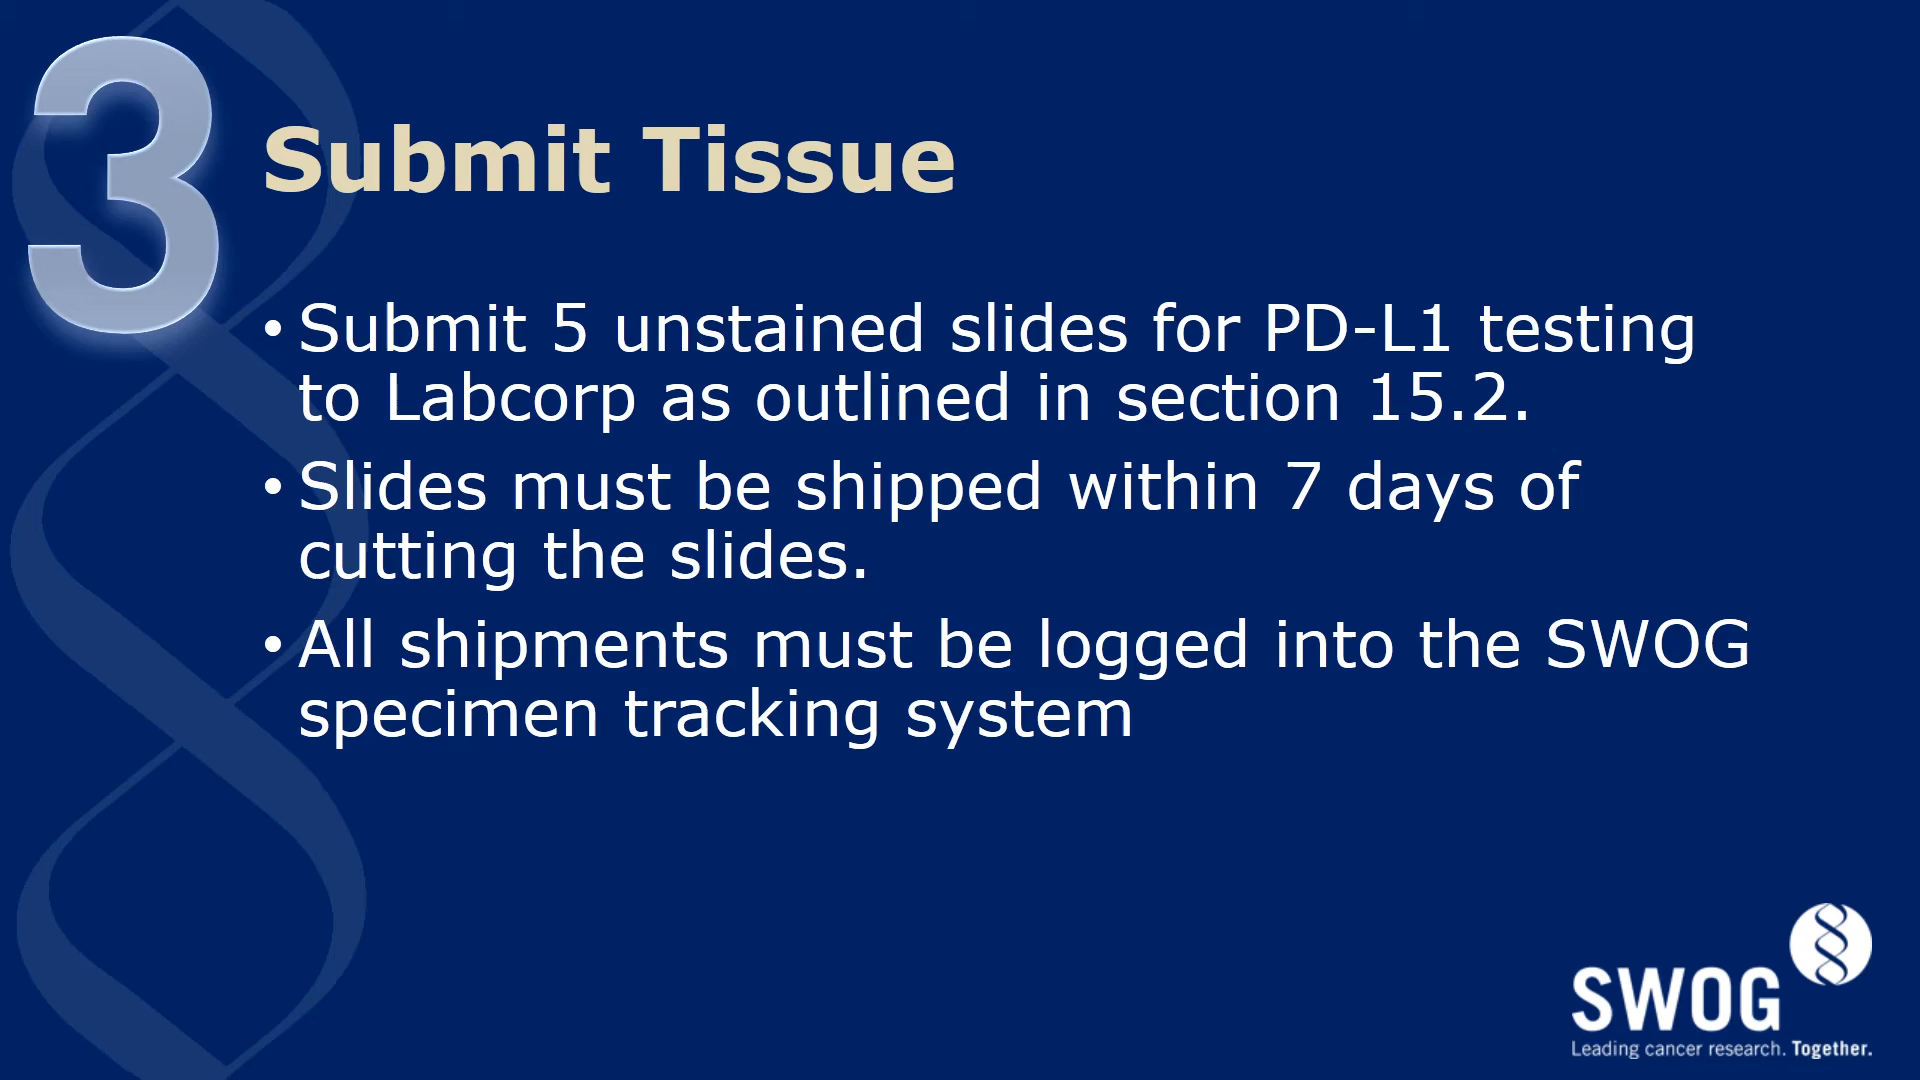 3
Submit Tissue
• Submit 5 unstained slides for PD-L1 testing
to Labcorp as outlined in section 15.2.
• Slides must be shipped within 7 days of
cutting the slides.
• All shipments must be logged into the SWOG
specimen tracking system
SWOG
Leading cancer research. Together.